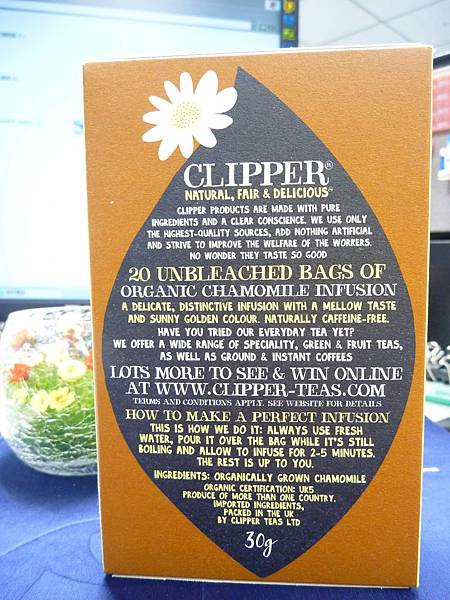 CLIPPER®
NATURAL, FAIR & DELICIOUS™
CLIPPER PRODUCTS ARE MADE WITH PURE
INGREDIENTS AND A CLEAR CONSCIENCE. WE USE ONLY
THE HIGHEST-QUALITY SOURCES, ADD NOTHING ARTIFICIAL
AND STRIVE TO IMPROVE THE WELFARE OF THE WORKERS.
NO WONDER THEY TASTE SO GOOD
20 UNBLEACHED BAGS OF
ORGANIC CHAMOMILE INFUSION
A DELICATE, DISTINCTIVE INFUSION WITH A MELLOW TASTE
AND SUNNY GOLDEN COLOUR. NATURALLY CAFFEINE-FREE.
HAVE YOU TRIED OUR EVERYDAY TEA YET?
WE OFFER A WIDE RANGE OF SPECIALITY, GREEN & FRUIT TEAS,
AS WELL AS GROUND & INSTANT COFFEES
LOTS MORE TO SEE & WIN ONLINE
AT WWW.CLIPPER-TEAS.COM
TERMS AND CONDITIONS APPLY. SEE WEBSITE FOR DETAILS
HOW TO MAKE A PERFECT INFUSION
THIS IS HOW WE DO IT: ALWAYS USE FRESH
WATER, POUR IT OVER THE BAG WHILE IT'S STILL
BOILING AND ALLOW TO INFUSE FOR 2-5 MINUTES.
THE REST IS UP TO YOU.
INGREDIENTS: ORGANICALLY GROWN CHAMOMILE
ORGANIC CERTIFICATION: UK5
PRODUCE OF MORE THAN ONE COUNTRY.
IMPORTED INGREDIENTS,
PACKED IN THE UK
BY CLIPPER TEAS LTD
30g